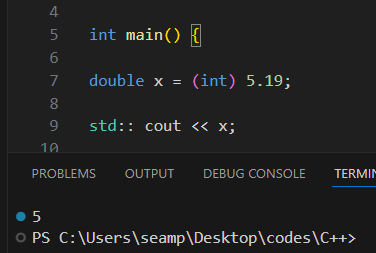 4
5 int main() {
6
7 double x = (int) 5.19;
8
9 std:: cout << x;
10
PROBLEMS OUTPUT DEBUG CONSOLE TERMIN
5
PS C:\Users\seamp\Desktop\codes\C++>